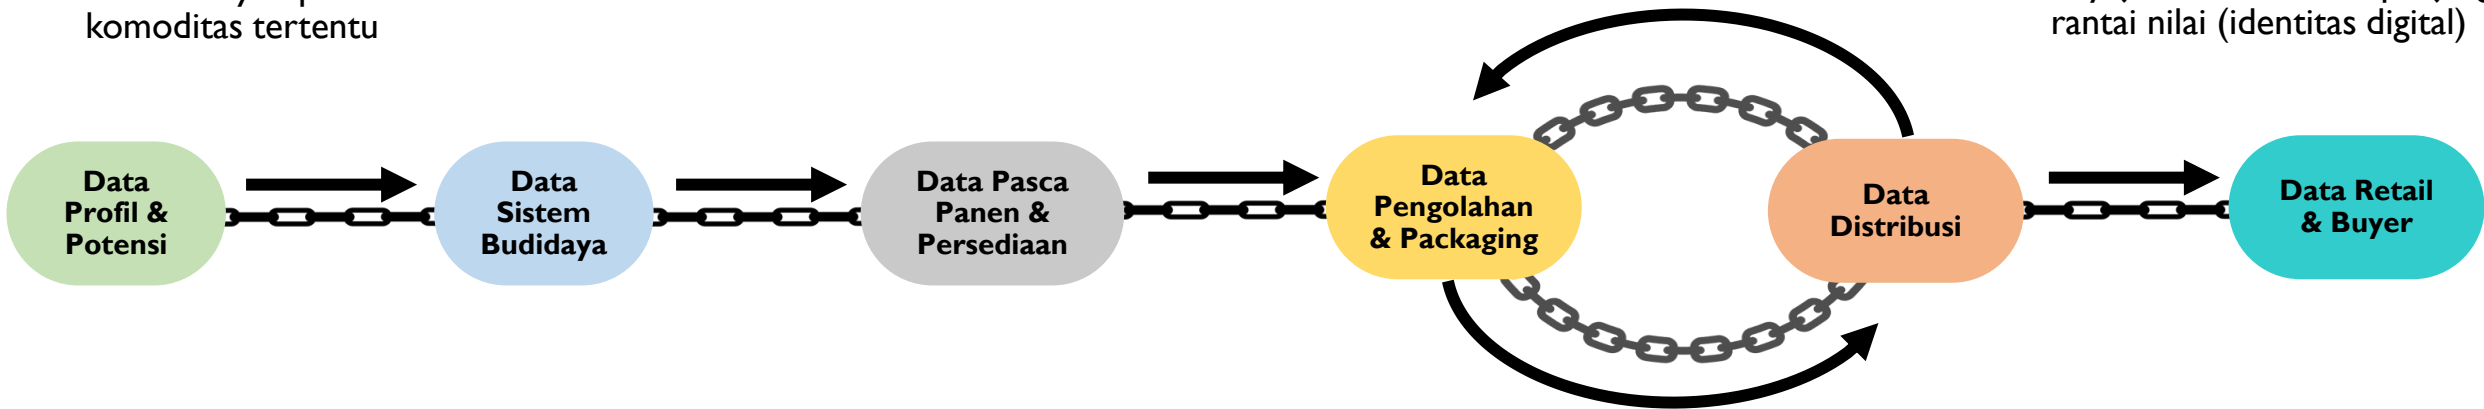 komoditas tertentu
rantai nilai (identitas digital)
Data
Profil &
Potensi
Data
Sistem
Budidaya
Data Pasca
Panen &
Persediaan
Data
Pengolahan
& Packaging
Data
Distribusi
Data Retail
& Buyer